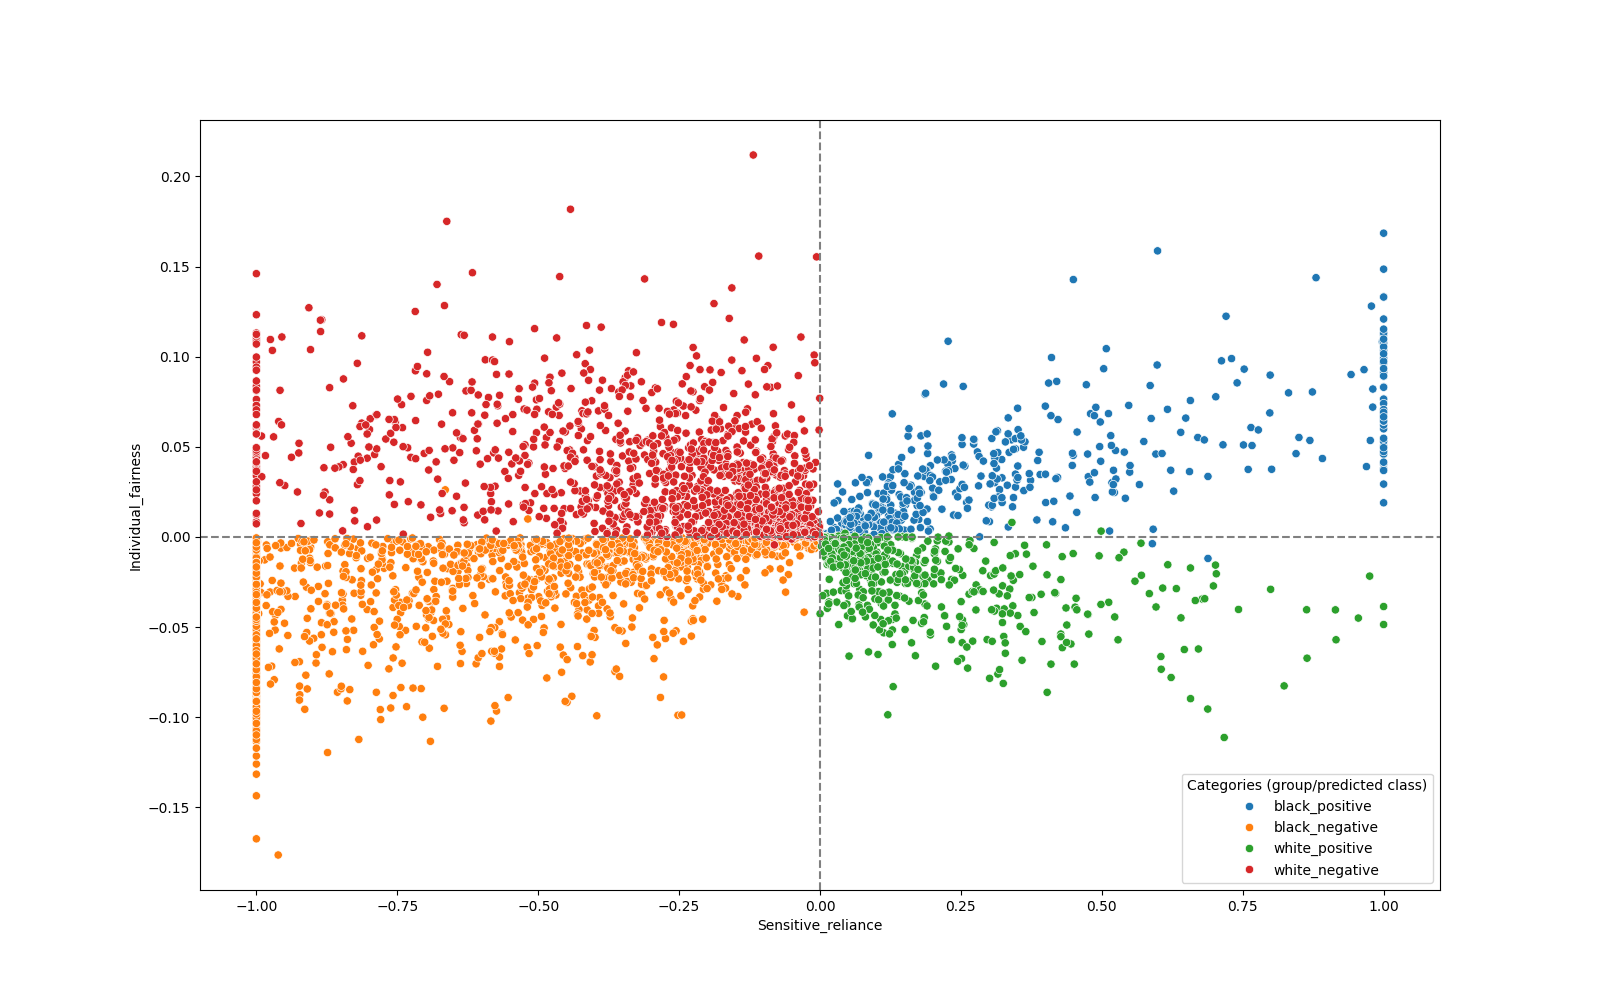 0.20
0.15
0.10
0.05
0.00
−0.05
−0.10
−0.15
Individual_fairness
−1.00 −0.75 −0.50 −0.25 0.00 0.25 0.50 0.75 1.00
Sensitive_reliance
Categories (group/predicted class)
black_positive
black_negative
white_positive
white_negative